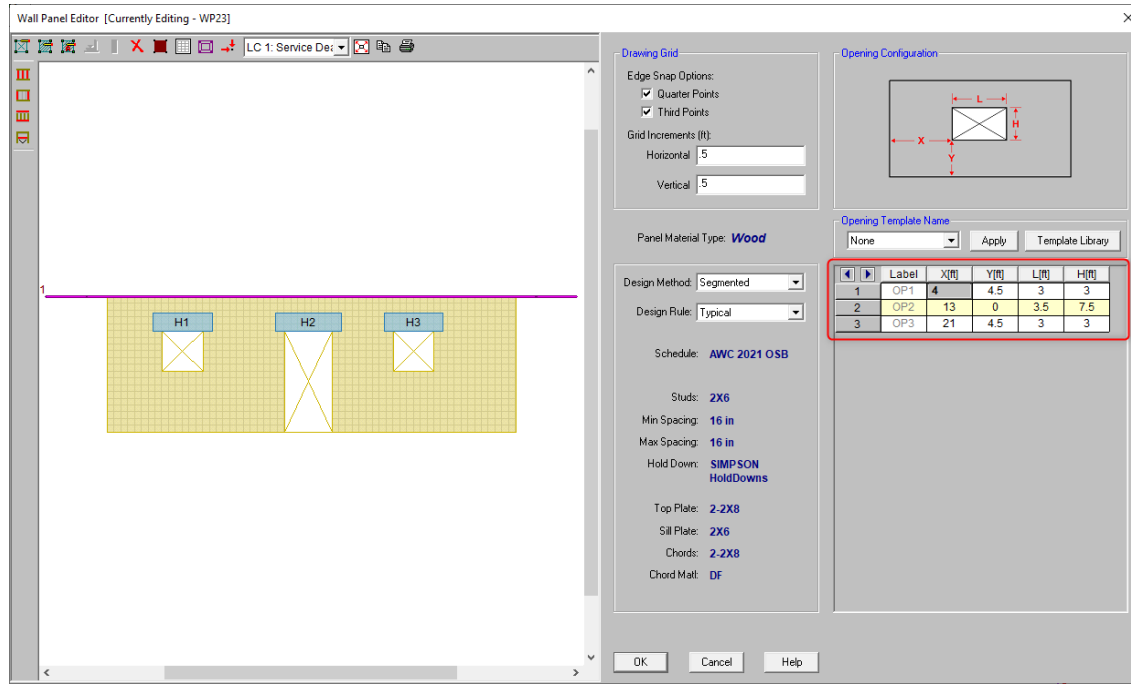 Wall Panel Editor [Currently Editing - WP23]
LC 1: Service Dea
1
H1 H2 H3
Drawing Grid
Edge Snap Options:
Quarter Points
Third Points
Grid Increments (ft):
Horizontal .5
Vertical .5
Panel Material Type: Wood
Design Method: Segmented
Design Rule: Typical
Schedule: AWC 2021 OSB
Studs: 2X6
Min Spacing: 16 in
Max Spacing: 16 in
Hold Down: SIMPSON
HoldDowns
Top Plate: 2-2X8
Sill Plate: 2X6
Chords: 2-2X8
Chord Matl: DF
OK Cancel Help
Opening Configuration
L
H
X
Y
Opening Template Name
None Apply Template Library
Label X[ft] Y[ft] L[ft] H[ft]
1 OP1 4 4.5 3 3
2 OP2 13 0 3.5 7.5
3 OP3 21 4.5 3 3